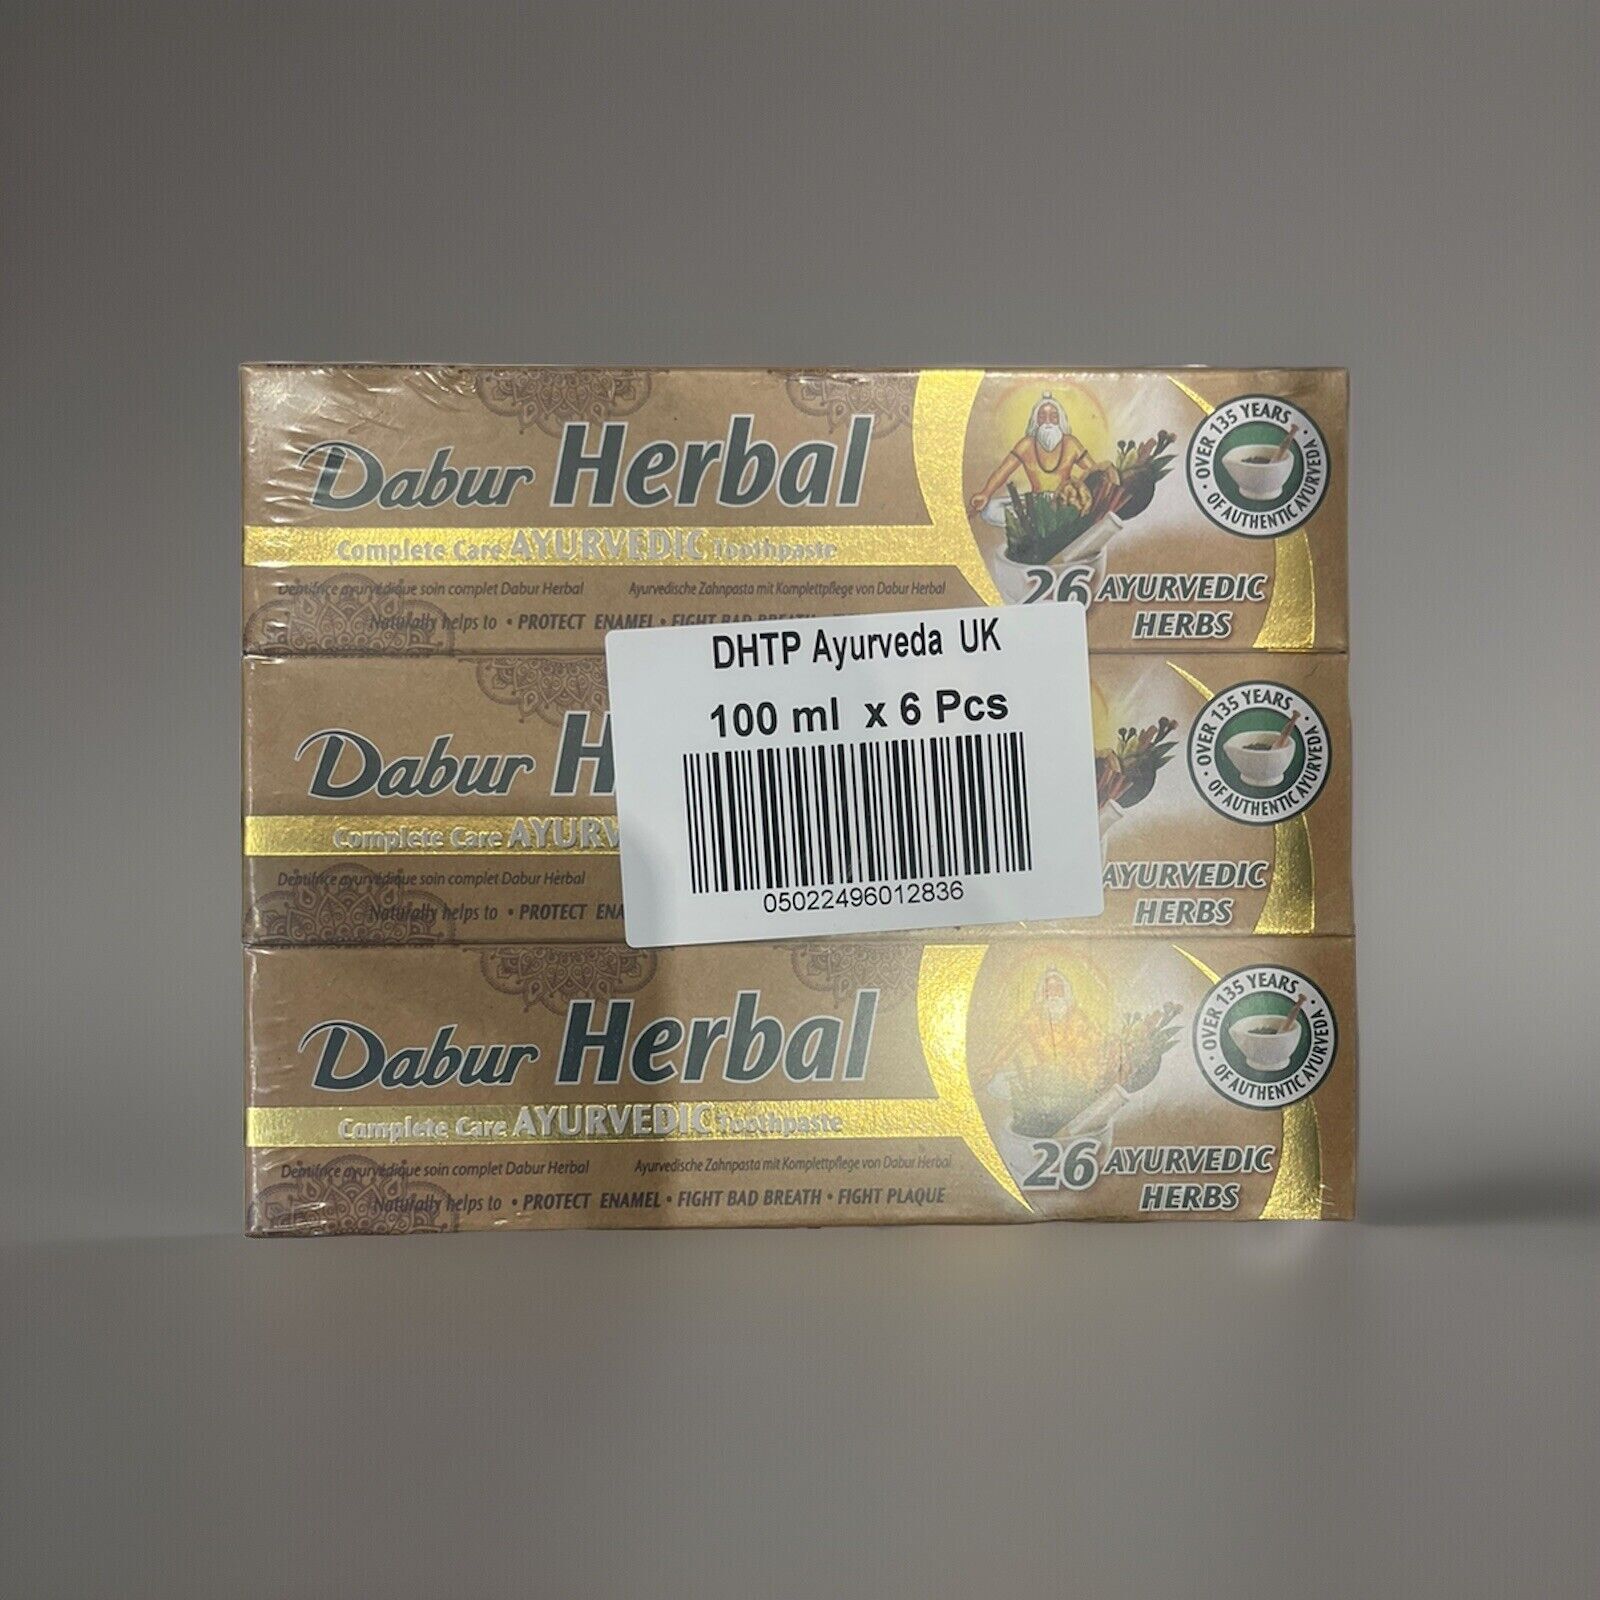 Dabur Herbal
Complete Care AYURVEDIC Toothpaste
Dentifrice ayurvédique soin complet Dabur Herbal
Ayurvedische Zahnpasta mit Komplettpflege von Dabur Herbal
Naturally helps to • PROTECT ENAMEL • FIGHT BAD BREATH •
26 AYURVEDIC
HERBS
• OVER 135 YEARS •
OF AUTHENTIC AYURVEDA
DHTP Ayurveda UK
100 ml x 6 Pcs
05022496012836
Dabur H
Complete Care AYURV
Dentifrice ayurvédique soin complet Dabur Herbal
Naturally helps to • PROTECT ENA
AYURVEDIC
HERBS
• OVER 135 YEARS •
OF AUTHENTIC AYURVEDA
Dabur Herbal
Complete Care AYURVEDIC Toothpaste
Dentifrice ayurvédique soin complet Dabur Herbal
Ayurvedische Zahnpasta mit Komplettpflege von Dabur Herbal
Naturally helps to • PROTECT ENAMEL • FIGHT BAD BREATH • FIGHT PLAQUE
26 AYURVEDIC
HERBS
• OVER 135 YEARS •
OF AUTHENTIC AYURVEDA